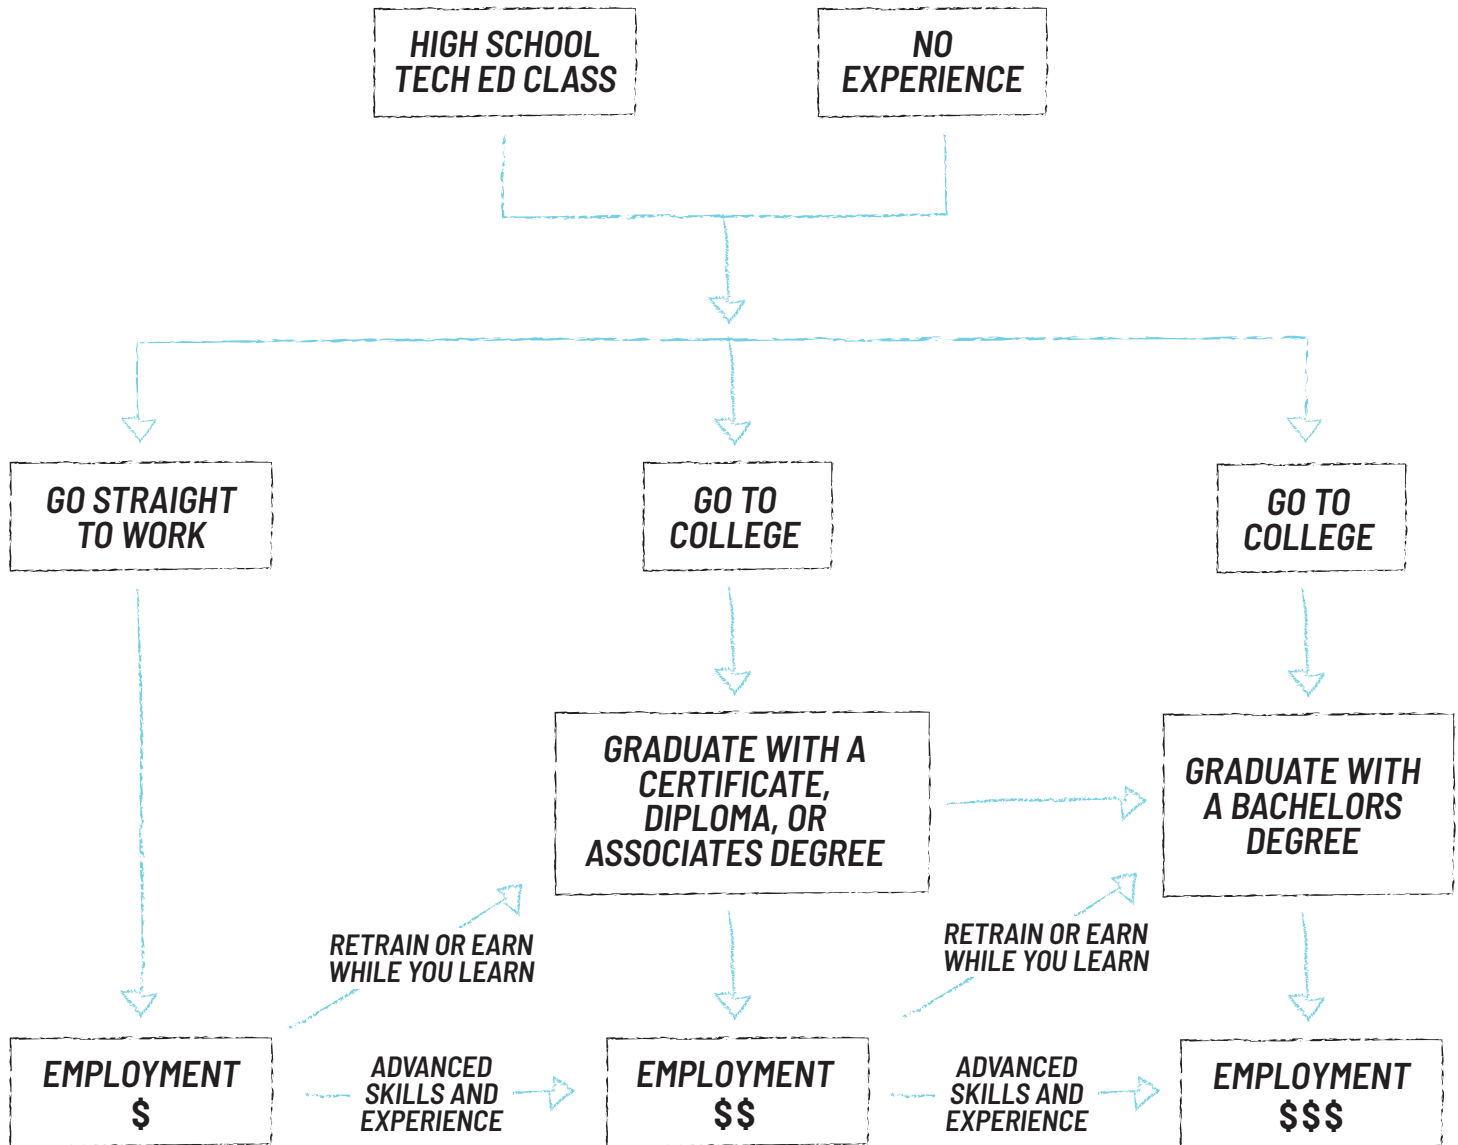 HIGH SCHOOL
TECH ED CLASS
NO
EXPERIENCE
GO STRAIGHT
TO WORK
GO TO
COLLEGE
GO TO
COLLEGE
GRADUATE WITH A
CERTIFICATE,
DIPLOMA, OR
ASSOCIATES DEGREE
GRADUATE WITH
A BACHELORS
DEGREE
RETRAIN OR EARN
WHILE YOU LEARN
RETRAIN OR EARN
WHILE YOU LEARN
EMPLOYMENT
$
ADVANCED
SKILLS AND
EXPERIENCE
EMPLOYMENT
$$
ADVANCED
SKILLS AND
EXPERIENCE
EMPLOYMENT
$$$